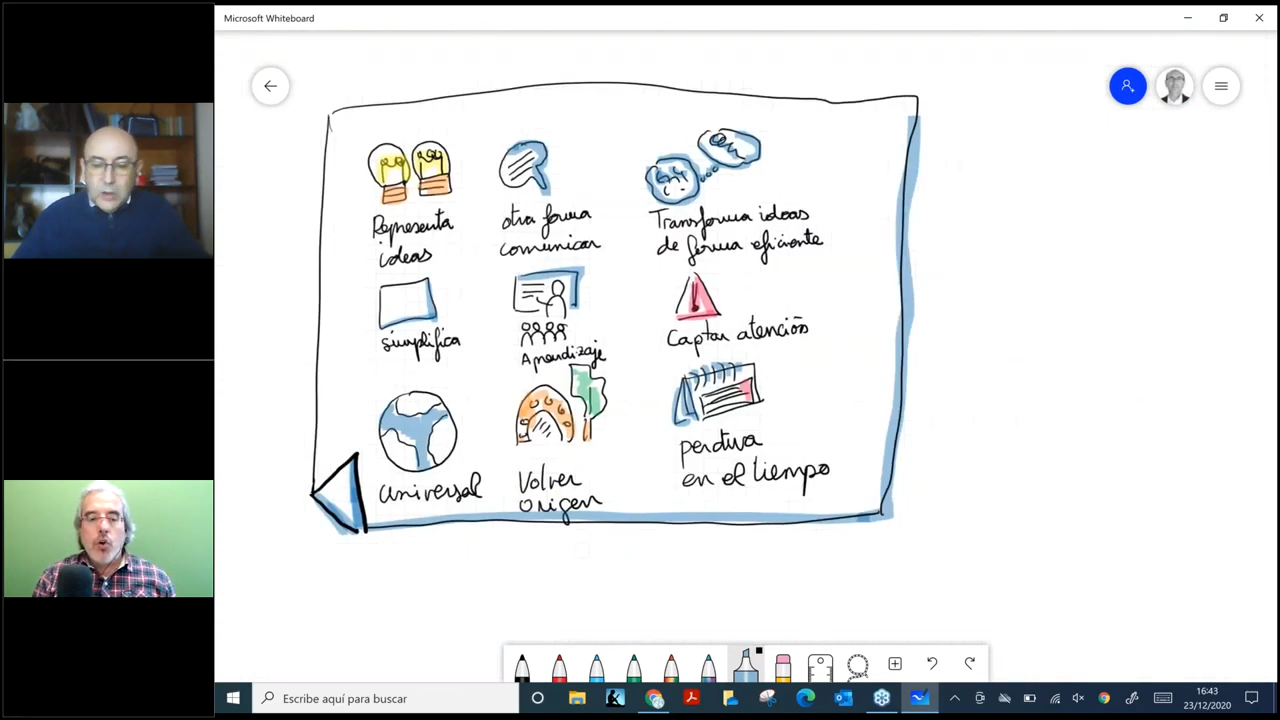 Microsoft Whiteboard
Representa
ideas
otra forma
comunicar
Transforma ideas
de forma eficiente
simplifica
Aprendizaje
Captar atención
universal
Volver
origen
perdura
en el tiempo
Escribe aquí para buscar
16:43
23/12/2020